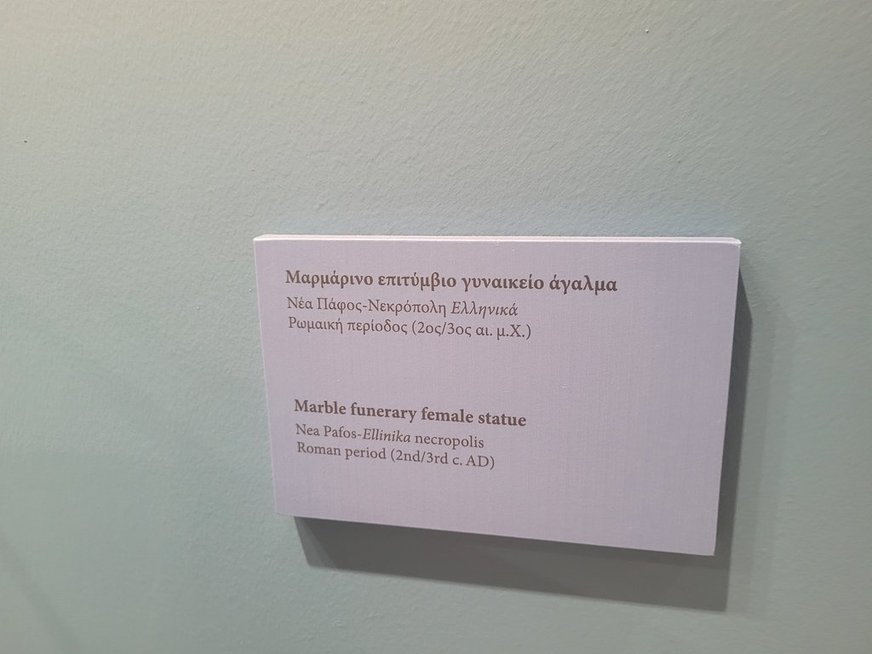 Μαρμάρινο επιτύμβιο γυναικείο άγαλμα
Νέα Πάφος-Νεκρόπολη Ελληνικά
Ρωμαική περίοδος (2ος/3ος αι. μ.Χ.)
Marble funerary female statue
Nea Pafos-Ellinika necropolis
Roman period (2nd/3rd c. AD)